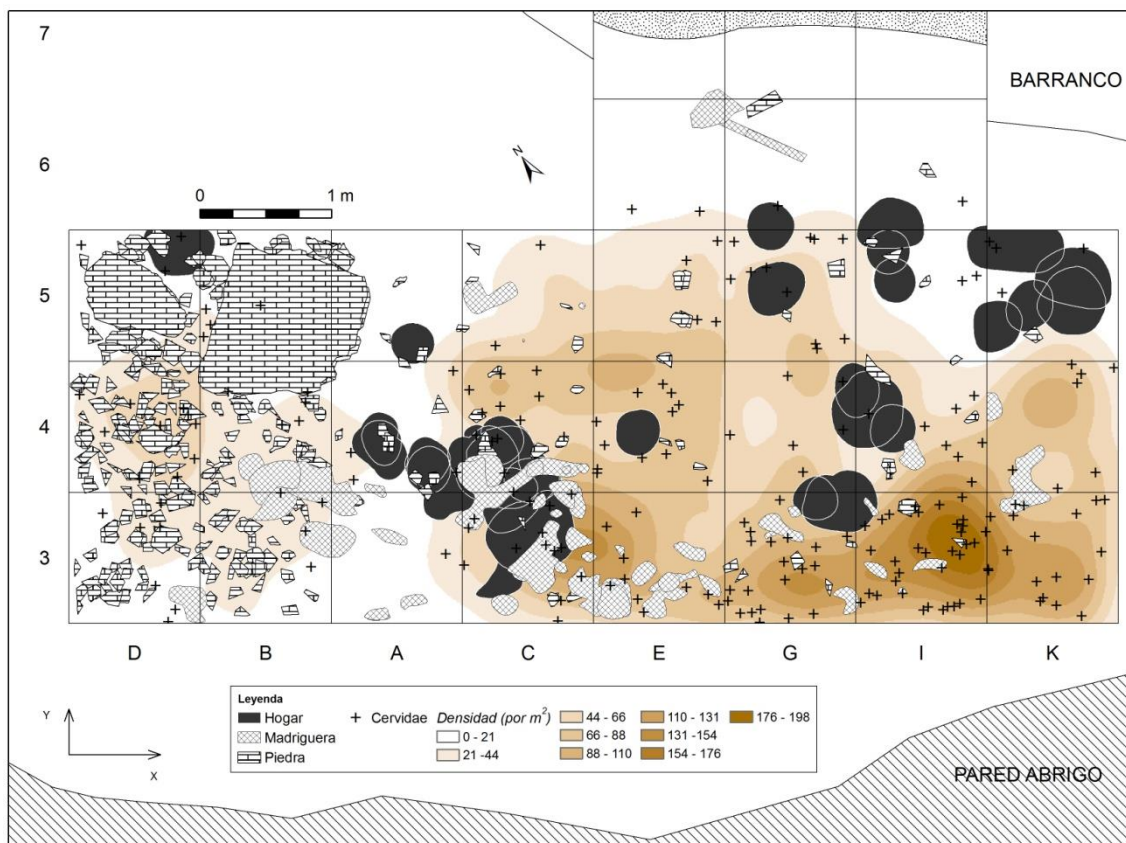 7
BARRANCO
6
N
0 1 m
5
4
3
D B A C E G I K
Leyenda
Hogar
Madriguera
Piedra
Cervidae
Densidad (por m²)
0 - 21
21 - 44
44 - 66
66 - 88
88 - 110
110 - 131
131 - 154
154 - 176
176 - 198
Y
X
PARED ABRIGO